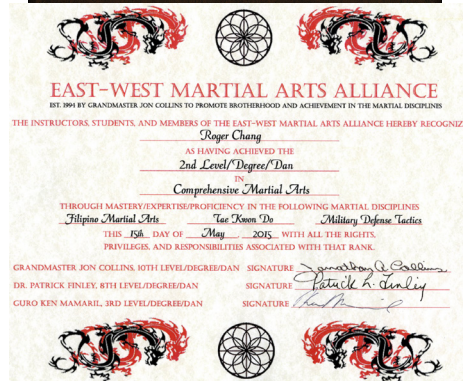 EAST-WEST MARTIAL ARTS ALLIANCE
EST. 1994 BY GRANDMASTER JON COLLINS TO PROMOTE BROTHERHOOD AND ACHIEVEMENT IN THE MARTIAL DISCIPLINES
THE INSTRUCTORS, STUDENTS, AND MEMBERS OF THE EAST-WEST MARTIAL ARTS ALLIANCE HEREBY RECOGNIZ
Roger Chang
AS HAVING ACHIEVED THE
2nd Level/Degree/Dan
IN
Comprehensive Martial Arts
THROUGH MASTERY/EXPERTISE/PROFICIENCY IN THE FOLLOWING MARTIAL DISCIPLINES
Filipino Martial Arts Tae Kwon Do Military Defense Tactics
THIS 15th DAY OF May 2015 WITH ALL THE RIGHTS,
PRIVILEGES, AND RESPONSIBILITIES ASSOCIATED WITH THAT RANK.
GRANDMASTER JON COLLINS, 10TH LEVEL/DEGREE/DAN SIGNATURE Jonathan A Collins
DR. PATRICK FINLEY, 8TH LEVEL/DEGREE/DAN SIGNATURE Patrick L. Finley
GURO KEN MAMARIL, 3RD LEVEL/DEGREE/DAN SIGNATURE